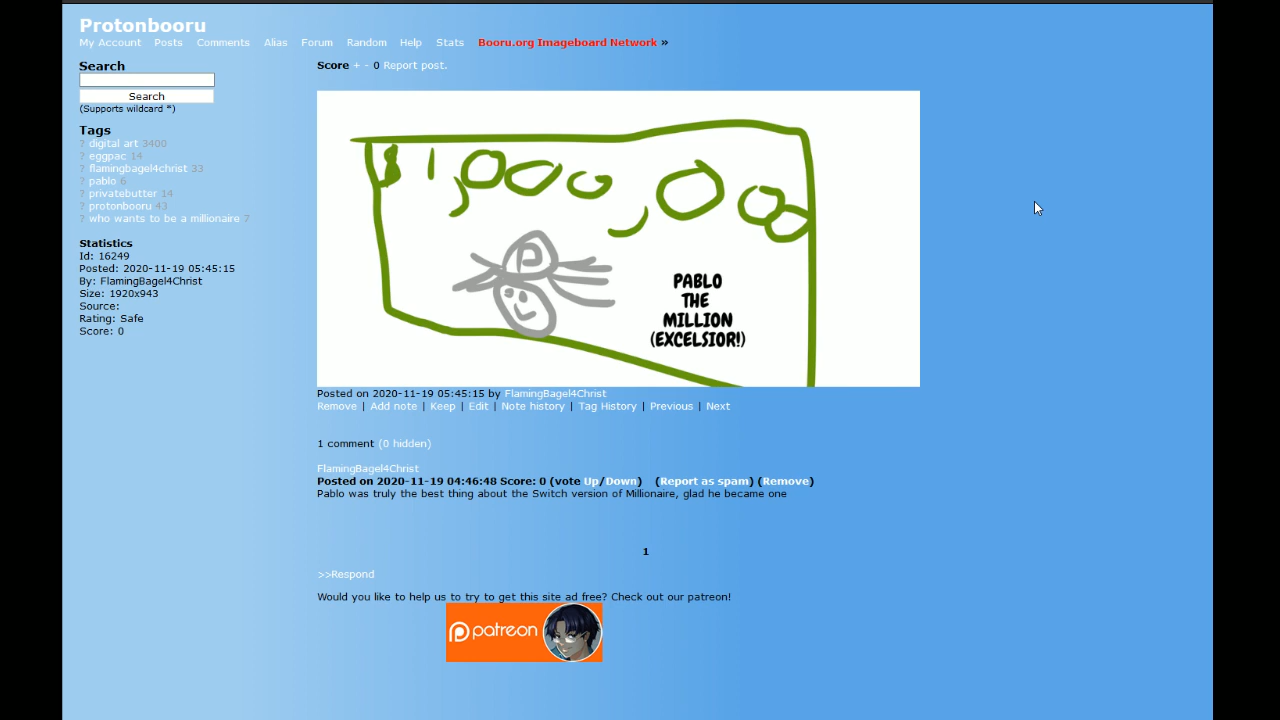 Protonbooru
My Account Posts Comments Alias Forum Random Help Stats Booru.org Imageboard Network »
Search
Search
(Supports wildcard *)
Tags
? digital art 3400
? eggpac 14
? flamingbagel4christ 33
? pablo 6
? privatebutter 14
? protonbooru 43
? who wants to be a millionaire 7
Statistics
Id: 16249
Posted: 2020-11-19 05:45:15
By: FlamingBagel4Christ
Size: 1920x943
Source:
Rating: Safe
Score: 0
Score + - 0 Report post.
$1,000,000
P
PABLO
THE
MILLION
(EXCELSIOR!)
Posted on 2020-11-19 05:45:15 by FlamingBagel4Christ
Remove | Add note | Keep | Edit | Note history | Tag History | Previous | Next
1 comment (0 hidden)
FlamingBagel4Christ
Posted on 2020-11-19 04:46:48 Score: 0 (vote Up/Down) (Report as spam) (Remove)
Pablo was truly the best thing about the Switch version of Millionaire, glad he became one
1
>>Respond
Would you like to help us to try to get this site ad free? Check out our patreon!
patreon